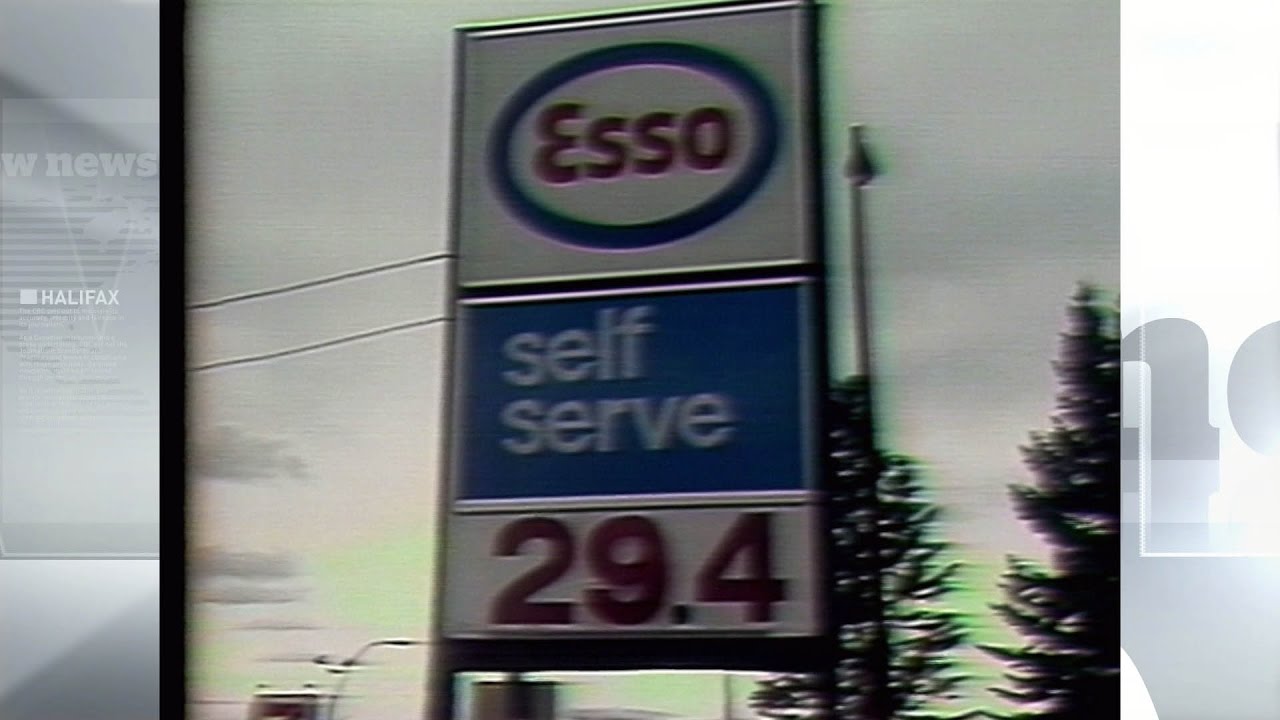 w news
HALIFAX
Esso
self
serve
29.4